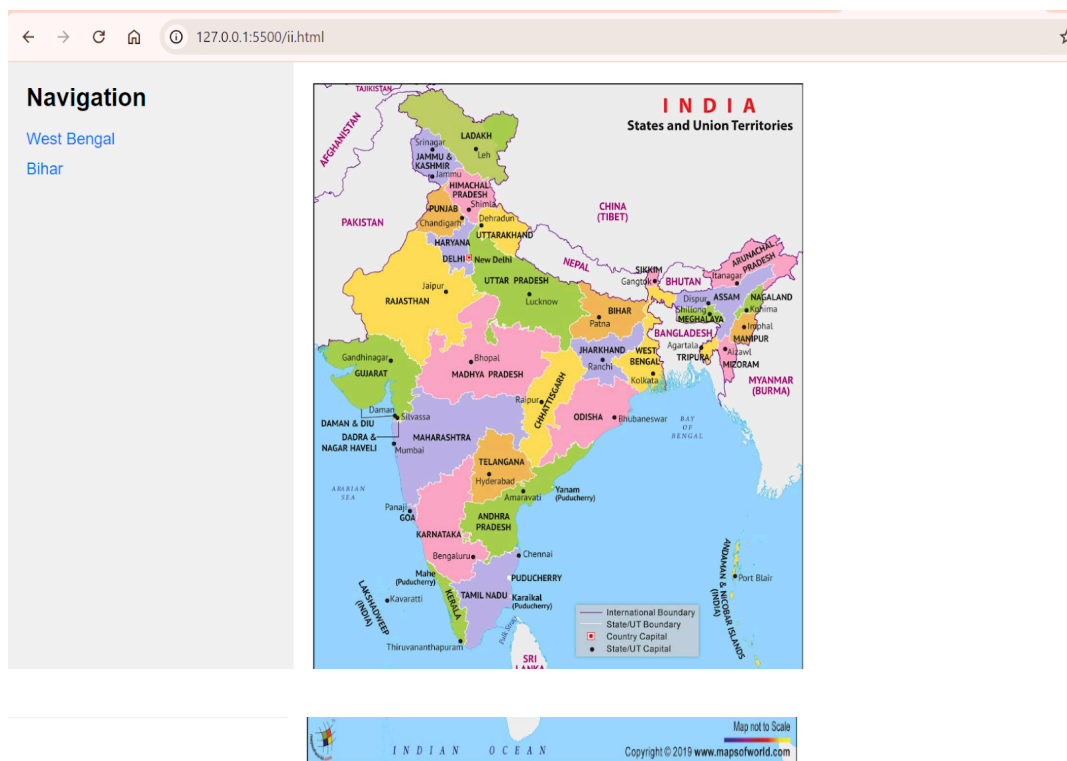 127.0.0.1:5500/ii.html
Navigation
West Bengal
Bihar
INDIA
States and Union Territories
TAJIKISTAN
AFGHANISTAN
PAKISTAN
CHINA
(TIBET)
NEPAL
BHUTAN
BANGLADESH
MYANMAR
(BURMA)
SRI
LANKA
LADAKH
Leh
Srinagar
JAMMU &
KASHMIR
Jammu
HIMACHAL
PRADESH
Shimla
PUNJAB
Chandigarh
Dehradun
UTTARAKHAND
HARYANA
DELHI
New Delhi
UTTAR PRADESH
Lucknow
Jaipur
RAJASTHAN
BIHAR
Patna
SIKKIM
Gangtok
ARUNACHAL
PRADESH
Itanagar
Dispur
ASSAM
NAGALAND
Kohima
Shillong
MEGHALAYA
Imphal
MANIPUR
Agartala
TRIPURA
Aizawl
MIZORAM
JHARKHAND
Ranchi
WEST
BENGAL
Kolkata
Gandhinagar
GUJARAT
Bhopal
MADHYA PRADESH
Raipur
CHHATTISGARH
ODISHA
Bhubaneswar
BAY
OF
BENGAL
Daman
Silvassa
DAMAN & DIU
DADRA &
NAGAR HAVELI
Mumbai
MAHARASHTRA
TELANGANA
Hyderabad
Amaravati
Yanam
(Puducherry)
ARABIAN
SEA
Panaji
GOA
KARNATAKA
ANDHRA
PRADESH
Bengaluru
Chennai
Mahe
(Puducherry)
PUDUCHERRY
TAMIL NADU
Karaikal
(Puducherry)
KERALA
LAKSHADWEEP
(INDIA)
Kavaratti
Thiruvananthapuram
Palk Strait
ANDAMAN & NICOBAR ISLANDS
(INDIA)
Port Blair
International Boundary
State/UT Boundary
Country Capital
State/UT Capital
INDIAN OCEAN
Map not to Scale
Copyright © 2019 www.mapsofworld.com